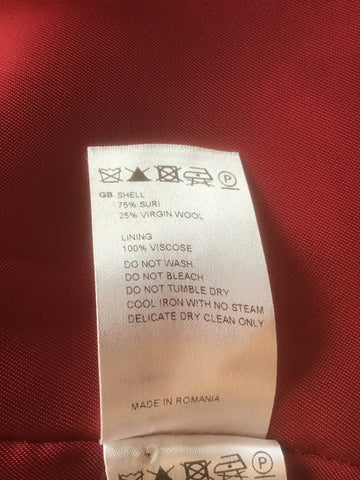 P
GB SHELL
75% SURI
25% VIRGIN WOOL
LINING
100% VISCOSE
DO NOT WASH
DO NOT BLEACH
DO NOT TUMBLE DRY
COOL IRON WITH NO STEAM
DELICATE DRY CLEAN ONLY
MADE IN ROMANIA
P